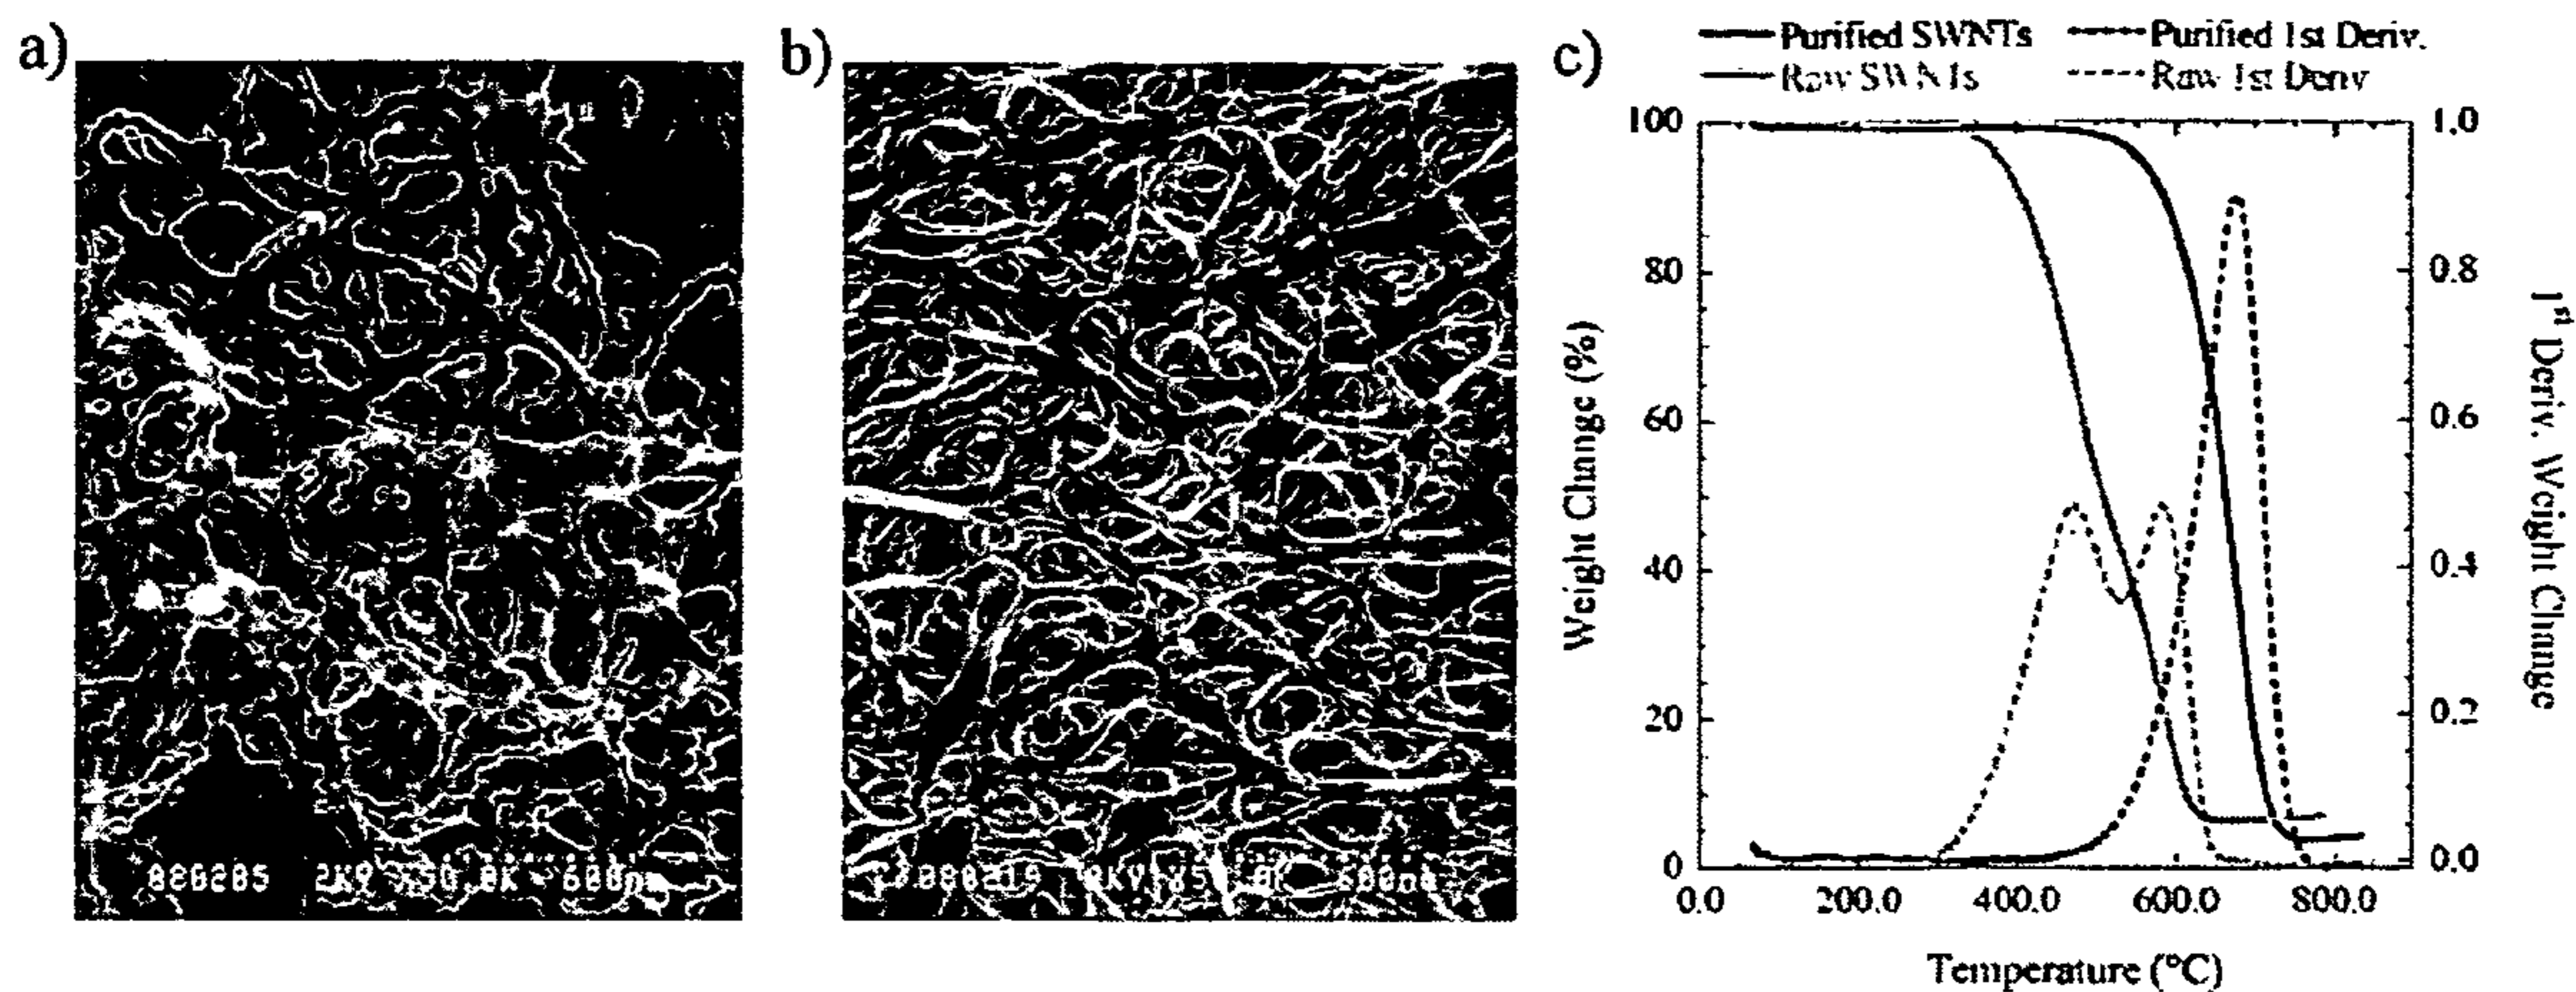 a)
b)
c)
Purified SWNTs
Purified 1st Deriv.
Raw SWNTs
Raw 1st Deriv
Weight Change (%)
100
80
60
40
20
0
1.0
0.8
0.6
0.4
0.2
0.0
1st Deriv. Weight Change
0.0 200.0 400.0 600.0 800.0
Temperature (°C)